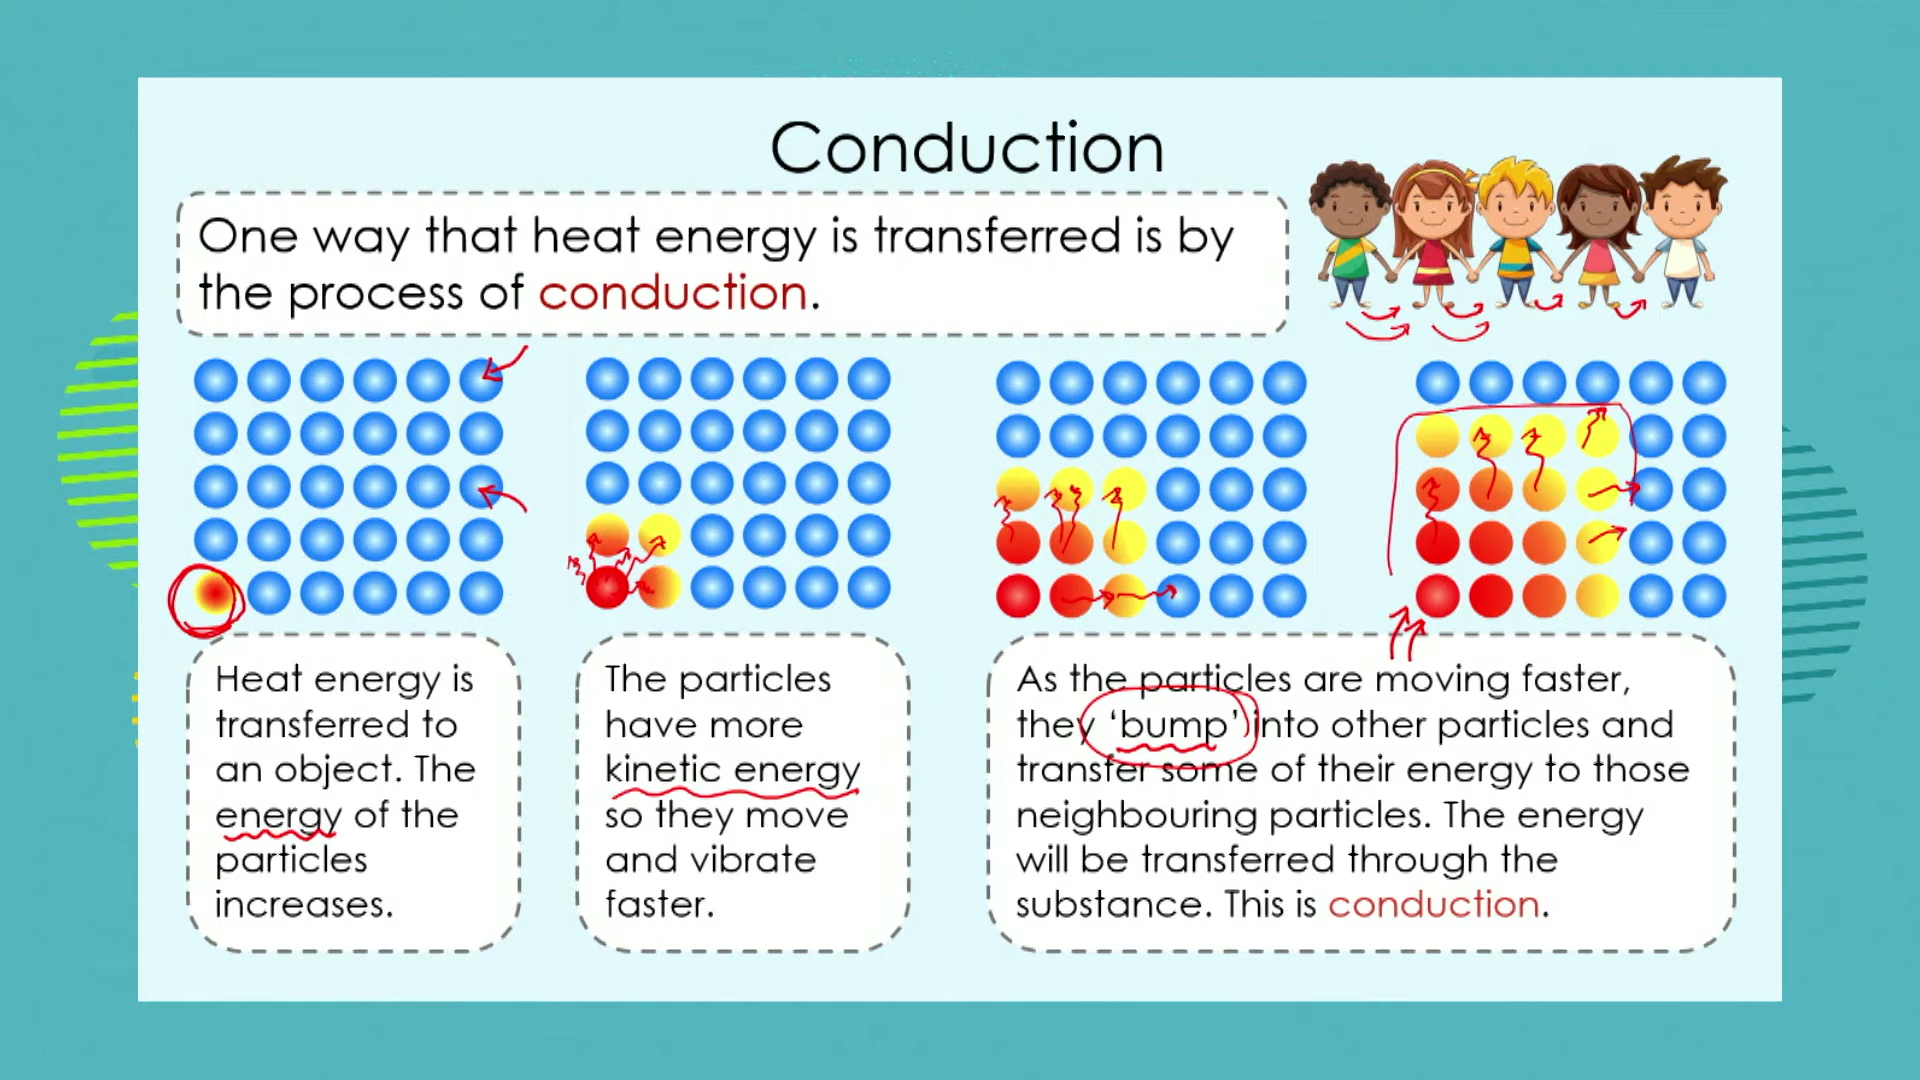 Conduction
One way that heat energy is transferred is by
the process of conduction.
Heat energy is
transferred to
an object. The
energy of the
particles
increases.
The particles
have more
kinetic energy
so they move
and vibrate
faster.
As the particles are moving faster,
they ‘bump’ into other particles and
transfer some of their energy to those
neighbouring particles. The energy
will be transferred through the
substance. This is conduction.